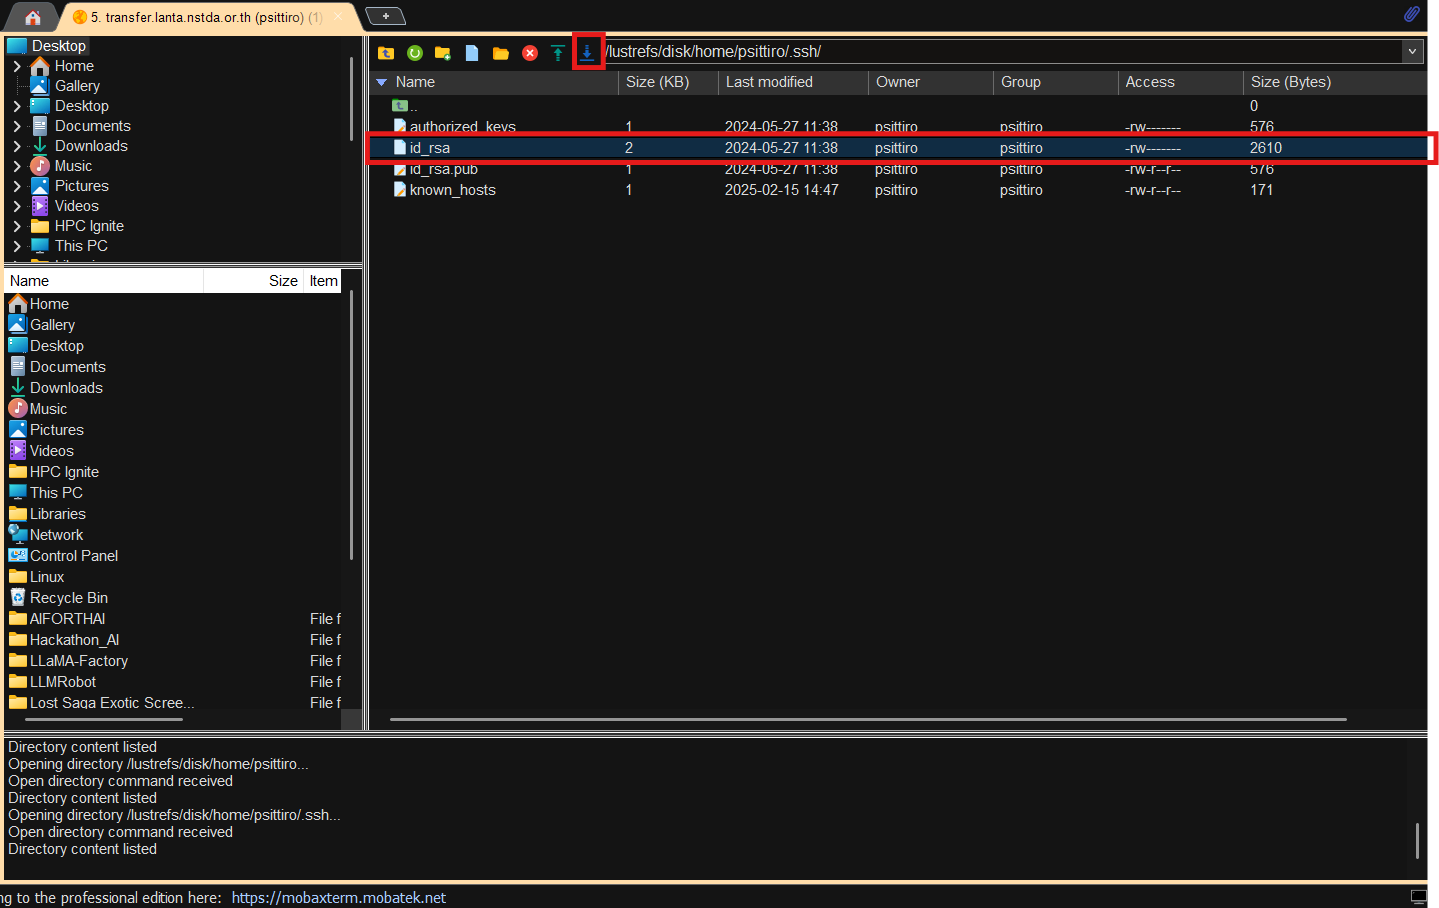 5. transfer.lanta.nstda.or.th (psittiro) (1)
Desktop
Home
Gallery
Desktop
Documents
Downloads
Music
Pictures
Videos
HPC Ignite
This PC
Name Size Item
Home
Gallery
Desktop
Documents
Downloads
Music
Pictures
Videos
HPC Ignite
This PC
Libraries
Network
Control Panel
Linux
Recycle Bin
AIFORTHAI File f
Hackathon_AI File f
LLaMA-Factory File f
LLMRobot File f
Lost Saga Exotic Scree... File f
/lustrefs/disk/home/psittiro/.ssh/
Name Size (KB) Last modified Owner Group Access Size (Bytes)
.. 0
authorized_keys 1 2024-05-27 11:38 psittiro psittiro -rw------- 576
id_rsa 2 2024-05-27 11:38 psittiro psittiro -rw------- 2610
id_rsa.pub 1 2024-05-27 11:38 psittiro psittiro -rw-r--r-- 576
known_hosts 1 2025-02-15 14:47 psittiro psittiro -rw-r--r-- 171
Directory content listed
Opening directory /lustrefs/disk/home/psittiro...
Open directory command received
Directory content listed
Opening directory /lustrefs/disk/home/psittiro/.ssh...
Open directory command received
Directory content listed
ng to the professional edition here: https://mobaxterm.mobatek.net